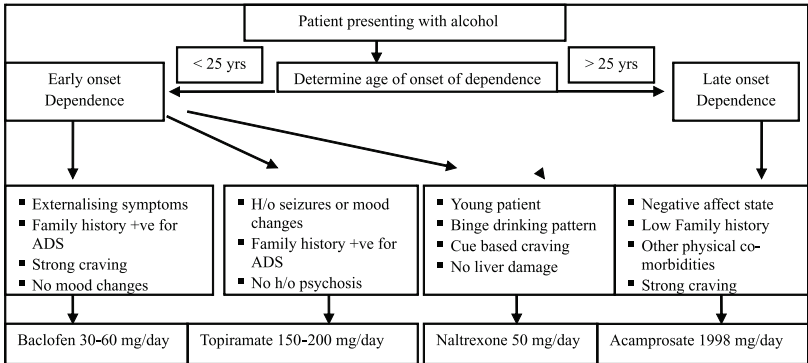 Patient presenting with alcohol
< 25 yrs
Determine age of onset of dependence
> 25 yrs
Early onset
Dependence
Late onset
Dependence
▪ Externalising symptoms
▪ Family history +ve for
ADS
▪ Strong craving
▪ No mood changes
▪ H/o seizures or mood
changes
▪ Family history +ve for
ADS
▪ No h/o psychosis
▪ Young patient
▪ Binge drinking pattern
▪ Cue based craving
▪ No liver damage
▪ Negative affect state
▪ Low Family history
▪ Other physical co-
morbidities
▪ Strong craving
Baclofen 30-60 mg/day
Topiramate 150-200 mg/day
Naltrexone 50 mg/day
Acamprosate 1998 mg/day